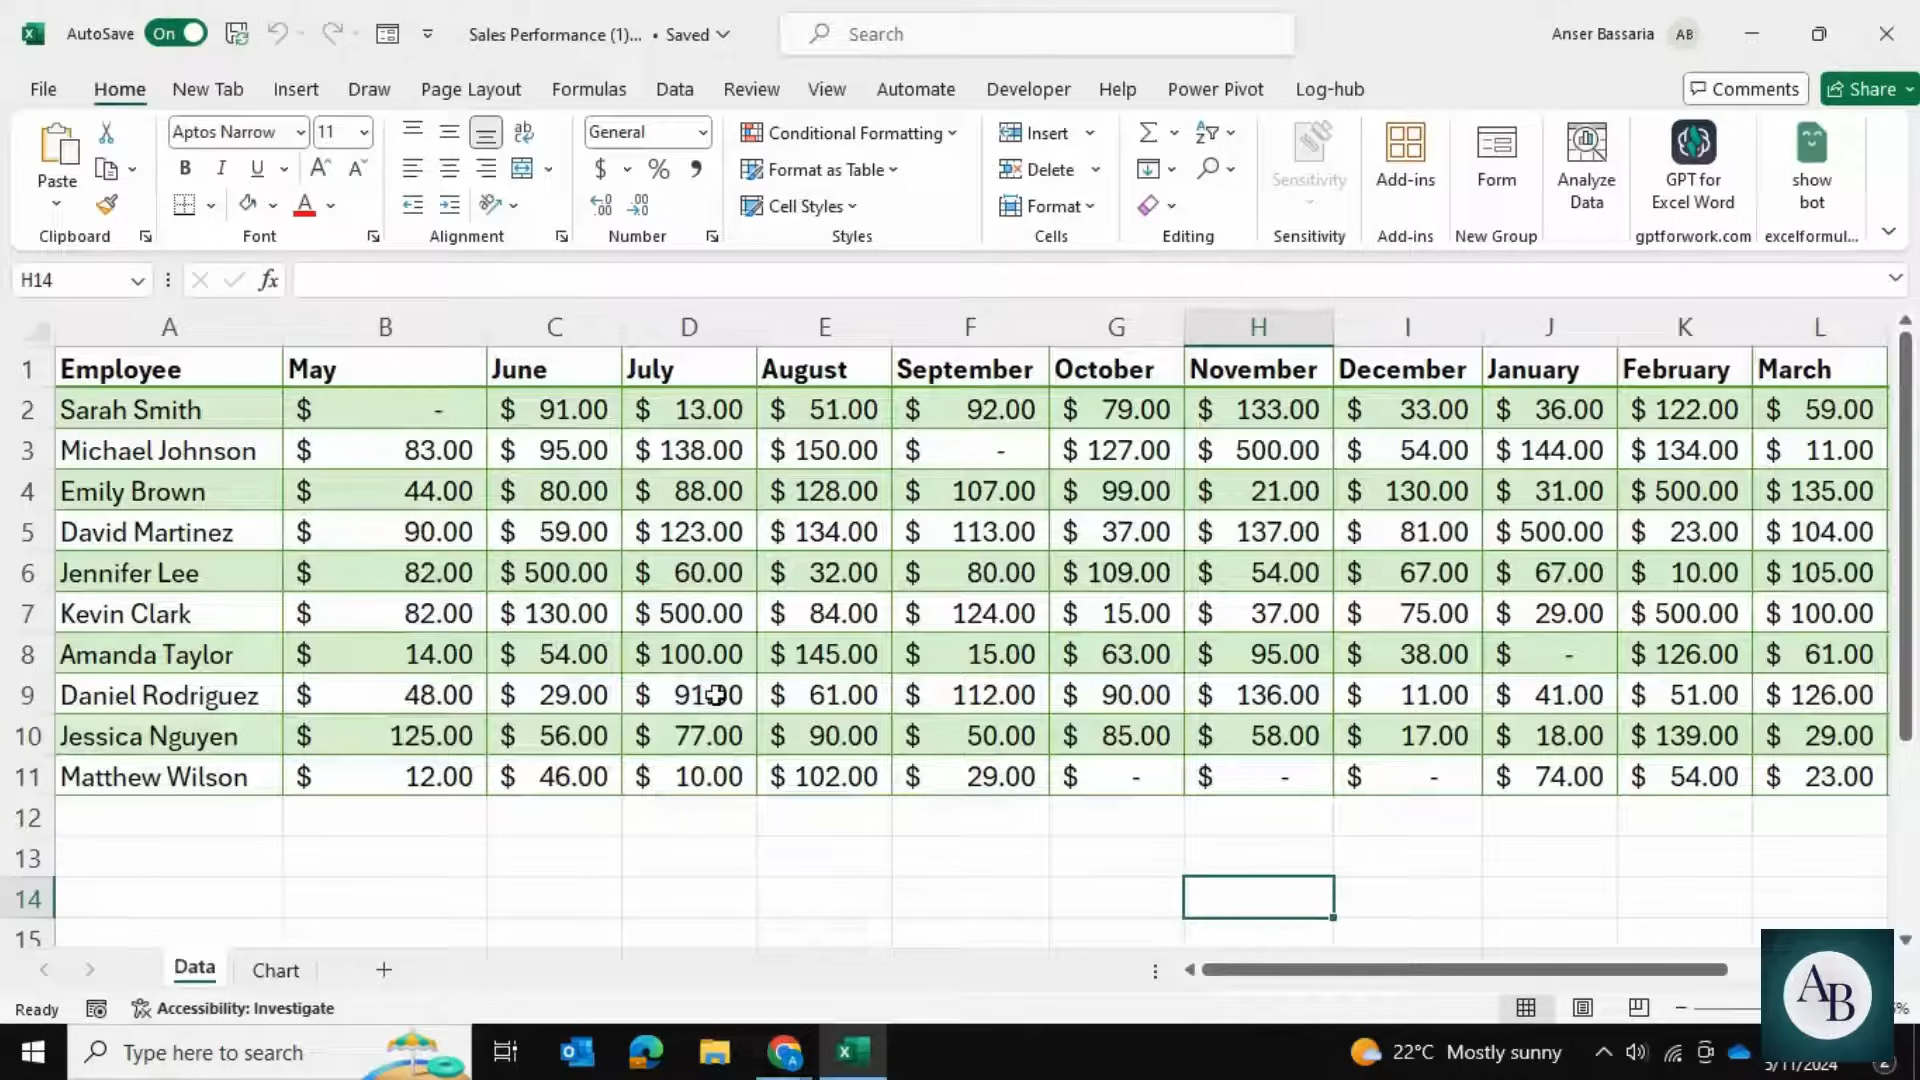 AutoSave On Sales Performance (1)... • Saved Search Anser Bassaria AB
File Home New Tab Insert Draw Page Layout Formulas Data Review View Automate Developer Help Power Pivot Log-hub Comments Share
Paste Aptos Narrow 11 General Conditional Formatting Insert
B I U $ % Format as Table Delete Sensitivity Add-ins Form Analyze Data GPT for Excel Word show bot
Cell Styles Format
Clipboard Font Alignment Number Styles Cells Editing Sensitivity Add-ins New Group gptforwork.com excelformul...
H14 fx
A B C D E F G H I J K L
1 Employee May June July August September October November December January February March
2 Sarah Smith $ - $ 91.00 $ 13.00 $ 51.00 $ 92.00 $ 79.00 $ 133.00 $ 33.00 $ 36.00 $ 122.00 $ 59.00
3 Michael Johnson $ 83.00 $ 95.00 $ 138.00 $ 150.00 $ - $ 127.00 $ 500.00 $ 54.00 $ 144.00 $ 134.00 $ 11.00
4 Emily Brown $ 44.00 $ 80.00 $ 88.00 $ 128.00 $ 107.00 $ 99.00 $ 21.00 $ 130.00 $ 31.00 $ 500.00 $ 135.00
5 David Martinez $ 90.00 $ 59.00 $ 123.00 $ 134.00 $ 113.00 $ 37.00 $ 137.00 $ 81.00 $ 500.00 $ 23.00 $ 104.00
6 Jennifer Lee $ 82.00 $ 500.00 $ 60.00 $ 32.00 $ 80.00 $ 109.00 $ 54.00 $ 67.00 $ 67.00 $ 10.00 $ 105.00
7 Kevin Clark $ 82.00 $ 130.00 $ 500.00 $ 84.00 $ 124.00 $ 15.00 $ 37.00 $ 75.00 $ 29.00 $ 500.00 $ 100.00
8 Amanda Taylor $ 14.00 $ 54.00 $ 100.00 $ 145.00 $ 15.00 $ 63.00 $ 95.00 $ 38.00 $ - $ 126.00 $ 61.00
9 Daniel Rodriguez $ 48.00 $ 29.00 $ 91.00 $ 61.00 $ 112.00 $ 90.00 $ 136.00 $ 11.00 $ 41.00 $ 51.00 $ 126.00
10 Jessica Nguyen $ 125.00 $ 56.00 $ 77.00 $ 90.00 $ 50.00 $ 85.00 $ 58.00 $ 17.00 $ 18.00 $ 139.00 $ 29.00
11 Matthew Wilson $ 12.00 $ 46.00 $ 10.00 $ 102.00 $ 29.00 $ - $ - $ - $ 74.00 $ 54.00 $ 23.00
12
13
14
15
Data Chart
Ready Accessibility: Investigate
AB
Type here to search 22°C Mostly sunny
5/11/2024